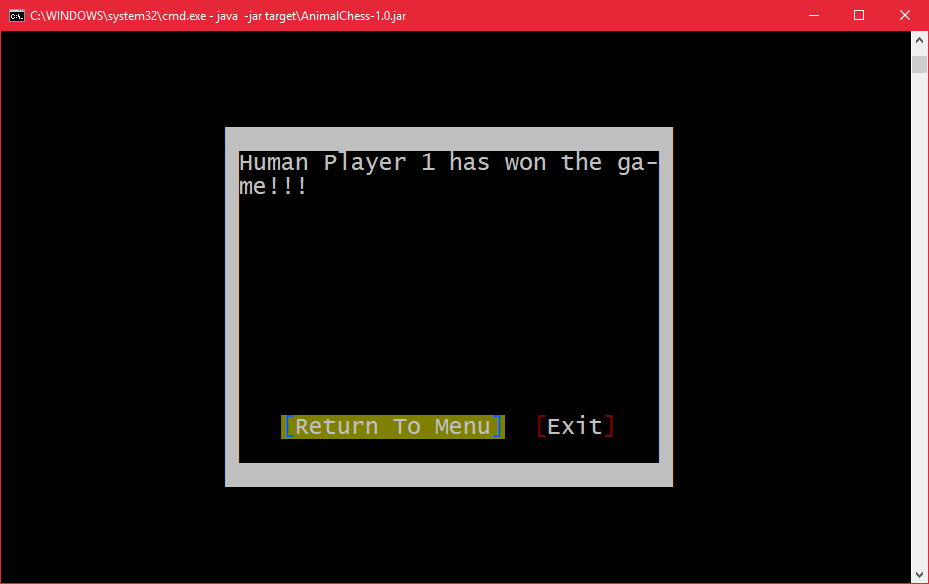 C:\WINDOWS\system32\cmd.exe - java  -jar target\AnimalChess-1.0.jar
Human Player 1 has won the ga-
me!!!
[Return To Menu] [Exit]